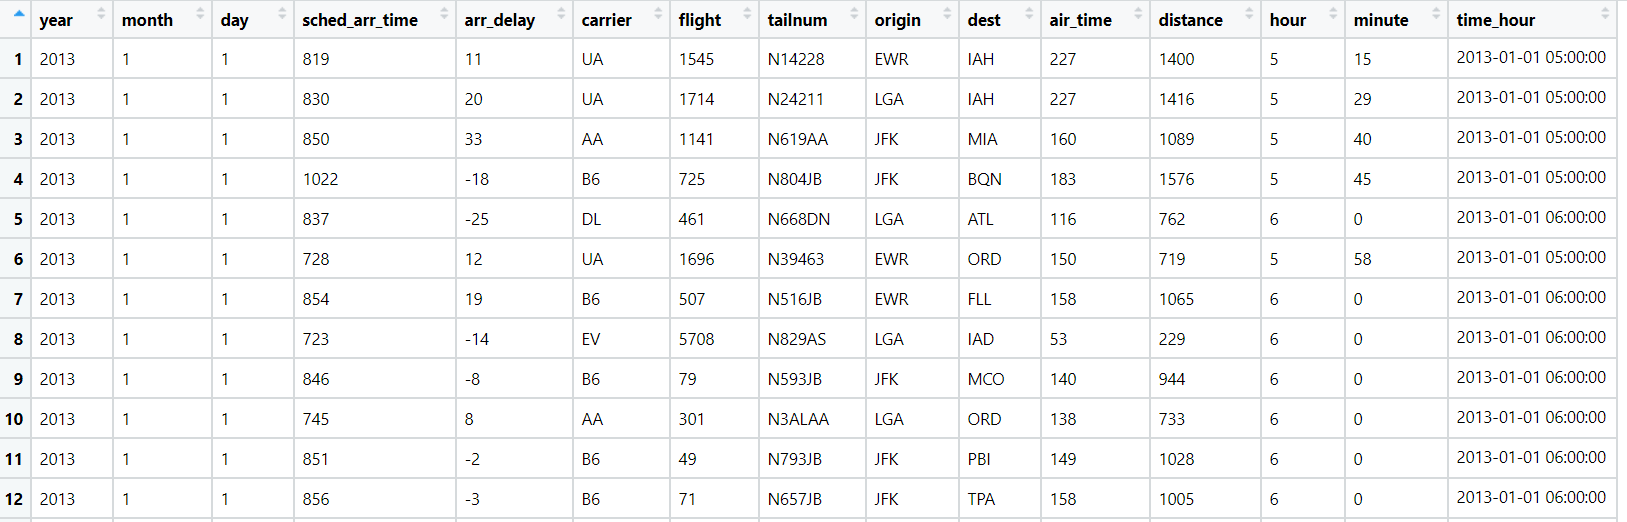 year month day sched_arr_time arr_delay carrier flight tailnum origin dest air_time distance hour minute time_hour
1 2013 1 1 819 11 UA 1545 N14228 EWR IAH 227 1400 5 15 2013-01-01 05:00:00
2 2013 1 1 830 20 UA 1714 N24211 LGA IAH 227 1416 5 29 2013-01-01 05:00:00
3 2013 1 1 850 33 AA 1141 N619AA JFK MIA 160 1089 5 40 2013-01-01 05:00:00
4 2013 1 1 1022 -18 B6 725 N804JB JFK BQN 183 1576 5 45 2013-01-01 05:00:00
5 2013 1 1 837 -25 DL 461 N668DN LGA ATL 116 762 6 0 2013-01-01 06:00:00
6 2013 1 1 728 12 UA 1696 N39463 EWR ORD 150 719 5 58 2013-01-01 05:00:00
7 2013 1 1 854 19 B6 507 N516JB EWR FLL 158 1065 6 0 2013-01-01 06:00:00
8 2013 1 1 723 -14 EV 5708 N829AS LGA IAD 53 229 6 0 2013-01-01 06:00:00
9 2013 1 1 846 -8 B6 79 N593JB JFK MCO 140 944 6 0 2013-01-01 06:00:00
10 2013 1 1 745 8 AA 301 N3ALAA LGA ORD 138 733 6 0 2013-01-01 06:00:00
11 2013 1 1 851 -2 B6 49 N793JB JFK PBI 149 1028 6 0 2013-01-01 06:00:00
12 2013 1 1 856 -3 B6 71 N657JB JFK TPA 158 1005 6 0 2013-01-01 06:00:00